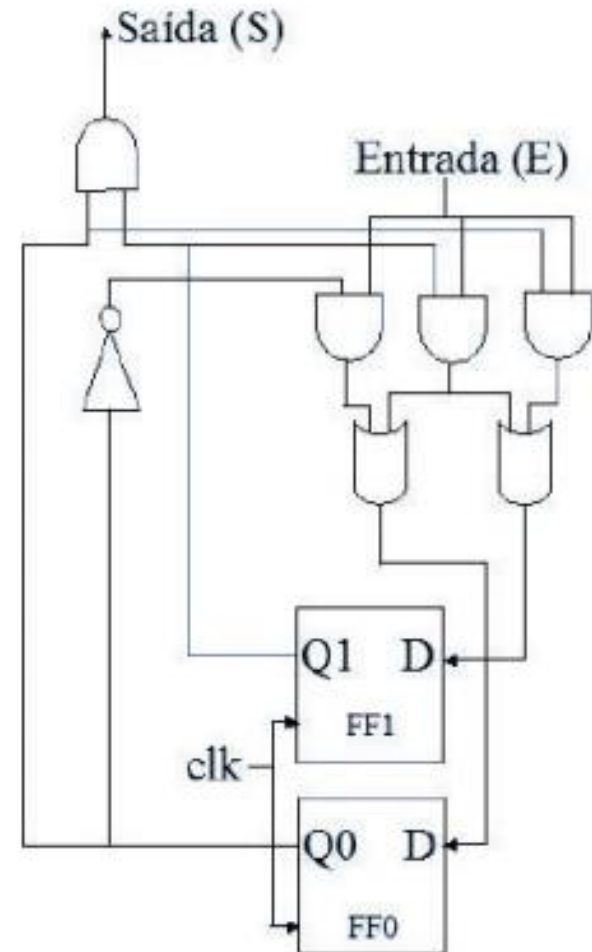 Saída (S)
Entrada (E)
Q1 D
FF1
clk
Q0 D
FF0